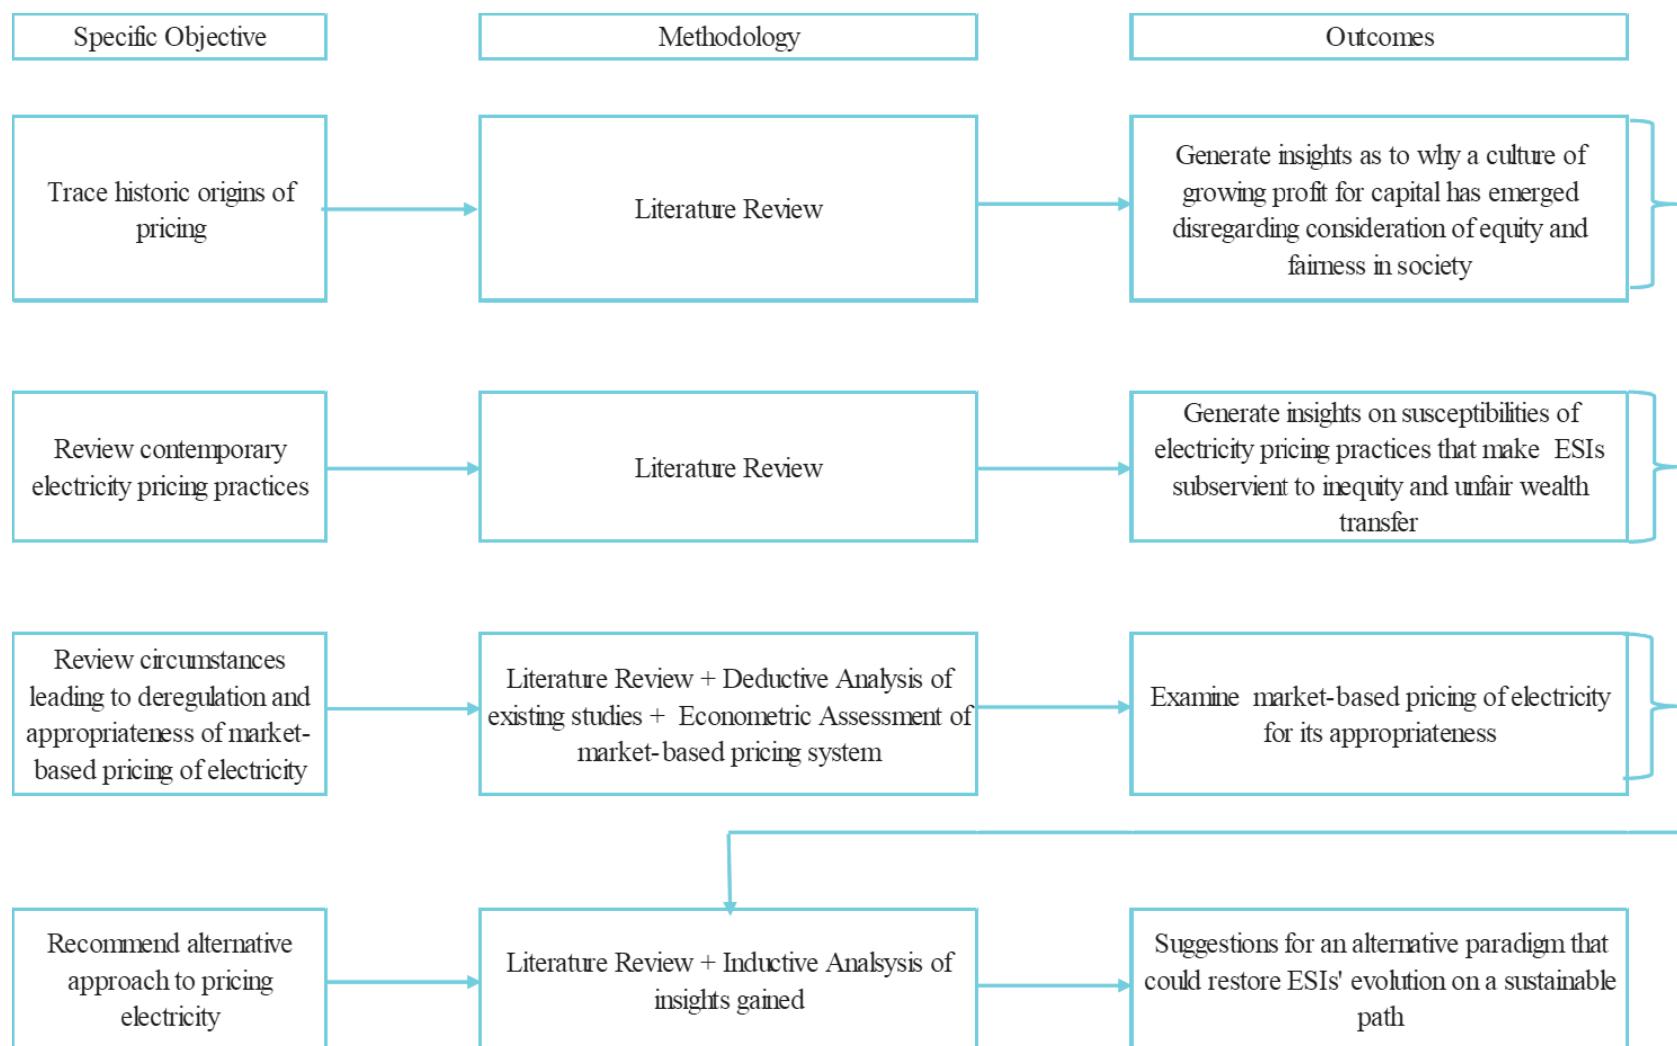 Specific Objective
Methodology
Outcomes
Trace historic origins of
pricing
Literature Review
Generate insights as to why a culture of
growing profit for capital has emerged
disregarding consideration of equity and
fairness in society
Review contemporary
electricity pricing practices
Literature Review
Generate insights on susceptibilities of
electricity pricing practices that make ESIs
subservient to inequity and unfair wealth
transfer
Review circumstances
leading to deregulation and
appropriateness of market-
based pricing of electricity
Literature Review + Deductive Analysis of
existing studies + Econometric Assessment of
market-based pricing system
Examine market-based pricing of electricity
for its appropriateness
Recommend alternative
approach to pricing
electricity
Literature Review + Inductive Analsysis of
insights gained
Suggestions for an alternative paradigm that
could restore ESIs' evolution on a sustainable
path